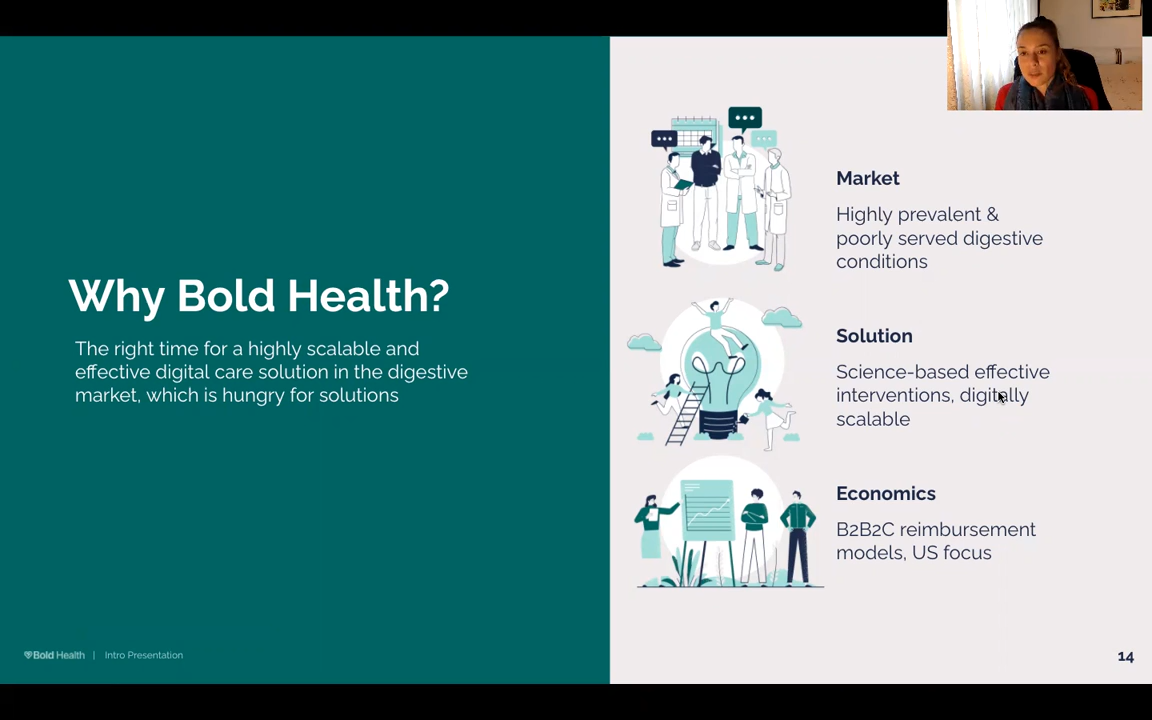 Why Bold Health?
The right time for a highly scalable and
effective digital care solution in the digestive
market, which is hungry for solutions
Market
Highly prevalent &
poorly served digestive
conditions
Solution
Science-based effective
interventions, digitally
scalable
Economics
B2B2C reimbursement
models, US focus
Bold Health | Intro Presentation
14